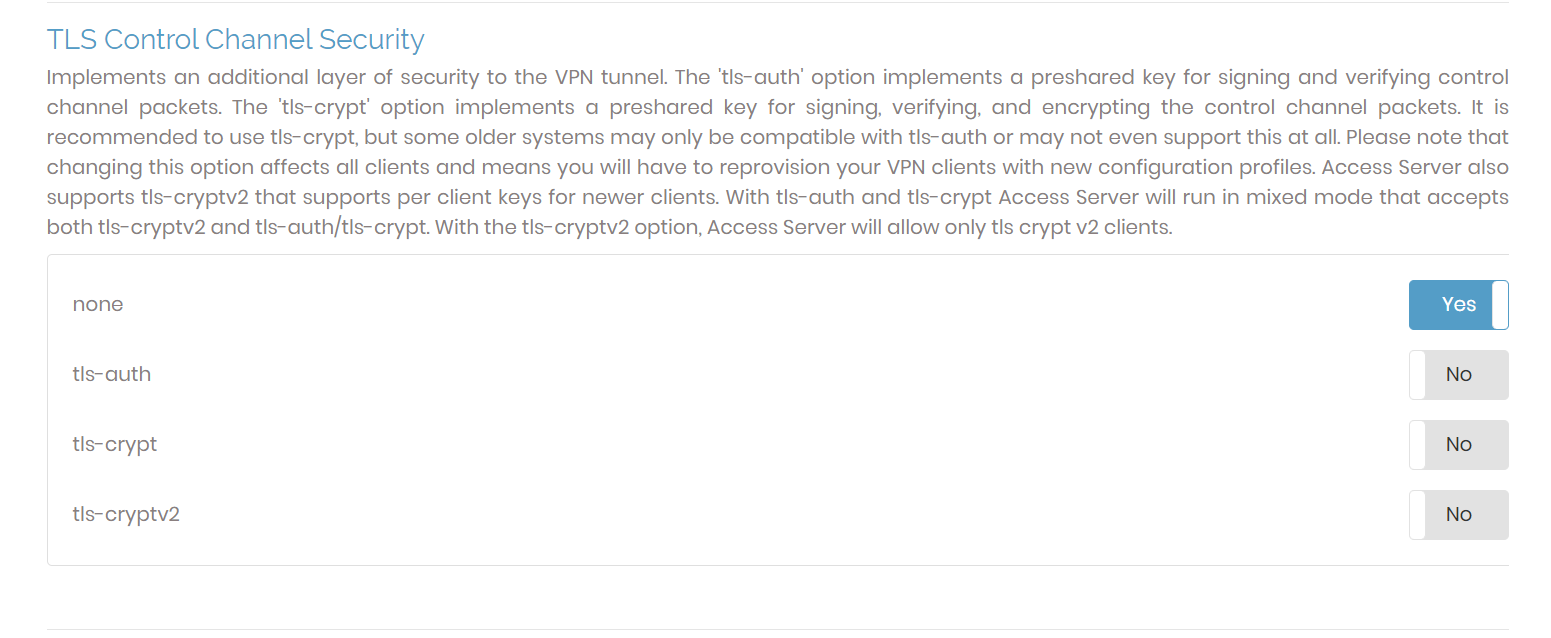 TLS Control Channel Security
Implements an additional layer of security to the VPN tunnel. The 'tls-auth' option implements a preshared key for signing and verifying control
channel packets. The 'tls-crypt' option implements a preshared key for signing, verifying, and encrypting the control channel packets. It is
recommended to use tls-crypt, but some older systems may only be compatible with tls-auth or may not even support this at all. Please note that
changing this option affects all clients and means you will have to reprovision your VPN clients with new configuration profiles. Access Server also
supports tls-cryptv2 that supports per client keys for newer clients. With tls-auth and tls-crypt Access Server will run in mixed mode that accepts
both tls-cryptv2 and tls-auth/tls-crypt. With the tls-cryptv2 option, Access Server will allow only tls crypt v2 clients.
none Yes
tls-auth No
tls-crypt No
tls-cryptv2 No